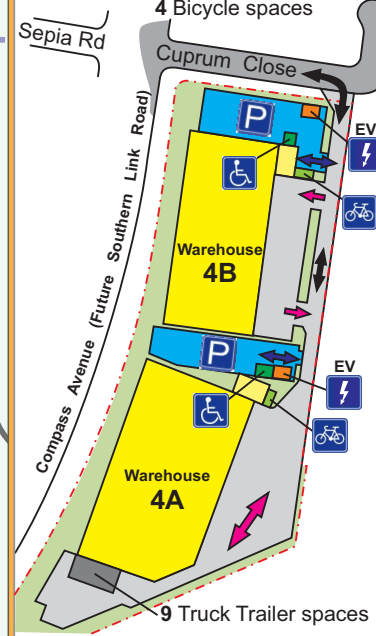 4 Bicycle spaces
Sepia Rd
Cuprum Close
P
EV
Compass Avenue (Future Southern Link Road)
Warehouse
4B
P
EV
Warehouse
4A
9 Truck Trailer spaces